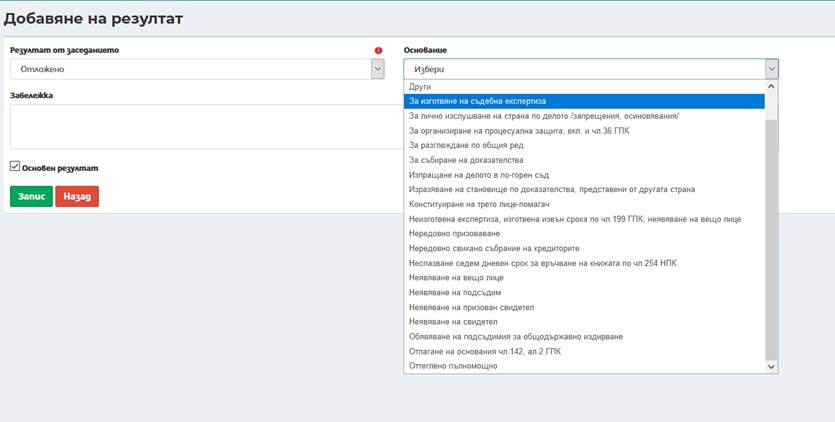 Добавяне на резултат
Резултат от заседанието
Основание
Отложено
Избери
Забележка
Други
За изготвяне на съдебна експертиза
За лично изслушване на страна по делото /запрещения, осиновявания/
За организиране на процесуална защита, вкл. и чл.36 ГПК
За разглеждане по общия ред
За събиране на доказателства
Изпращане на делото в по-горен съд
Изразяване на становище по доказателства, представени от другата страна
Конституиране на трето лице-помагач
Неизготвена експертиза, изготвена извън срока по чл.199 ГПК, неявяване на вещо лице
Нередовно призоваване
Нередовно свикано събрание на кредиторите
Неспазване седем дневен срок за връчване на книжата по чл.254 НПК
Неявяване на вещо лице
Неявяване на подсъдим
Неявяване на призован свидетел
Неявяване на свидетел
Обявяване на подсъдимия за общодържавно издирване
Отлагане на основания чл.142, ал.2 ГПК
Оттеглено пълномощно
Основен резултат
Запис
Назад